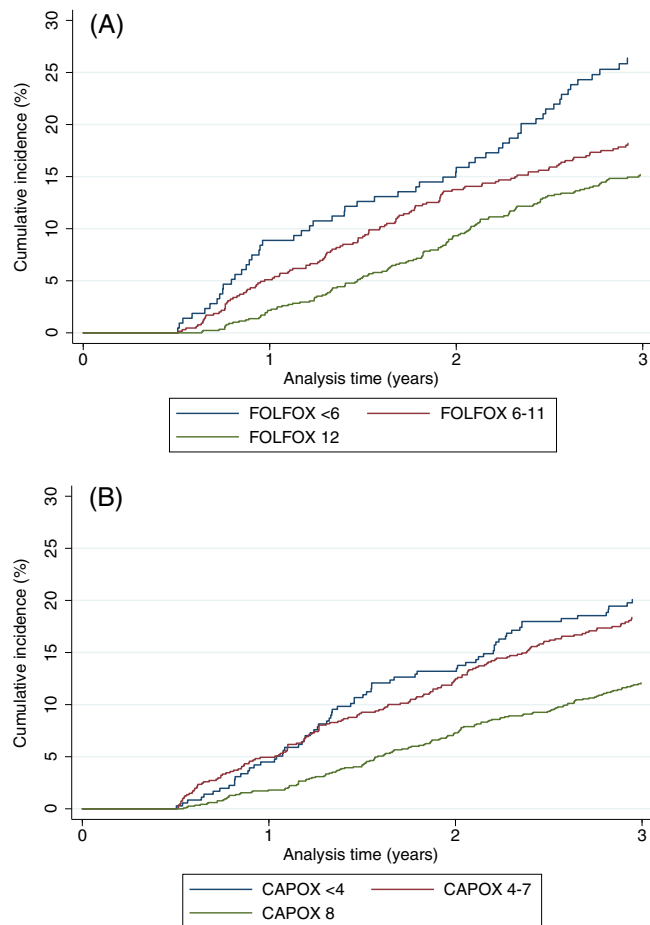 (A)
30
25
20
15
10
5
0
Cumulative incidence (%)
0 1 2 3
Analysis time (years)
FOLFOX <6 FOLFOX 6-11
FOLFOX 12
(B)
30
25
20
15
10
5
0
Cumulative incidence (%)
0 1 2 3
Analysis time (years)
CAPOX <4 CAPOX 4-7
CAPOX 8